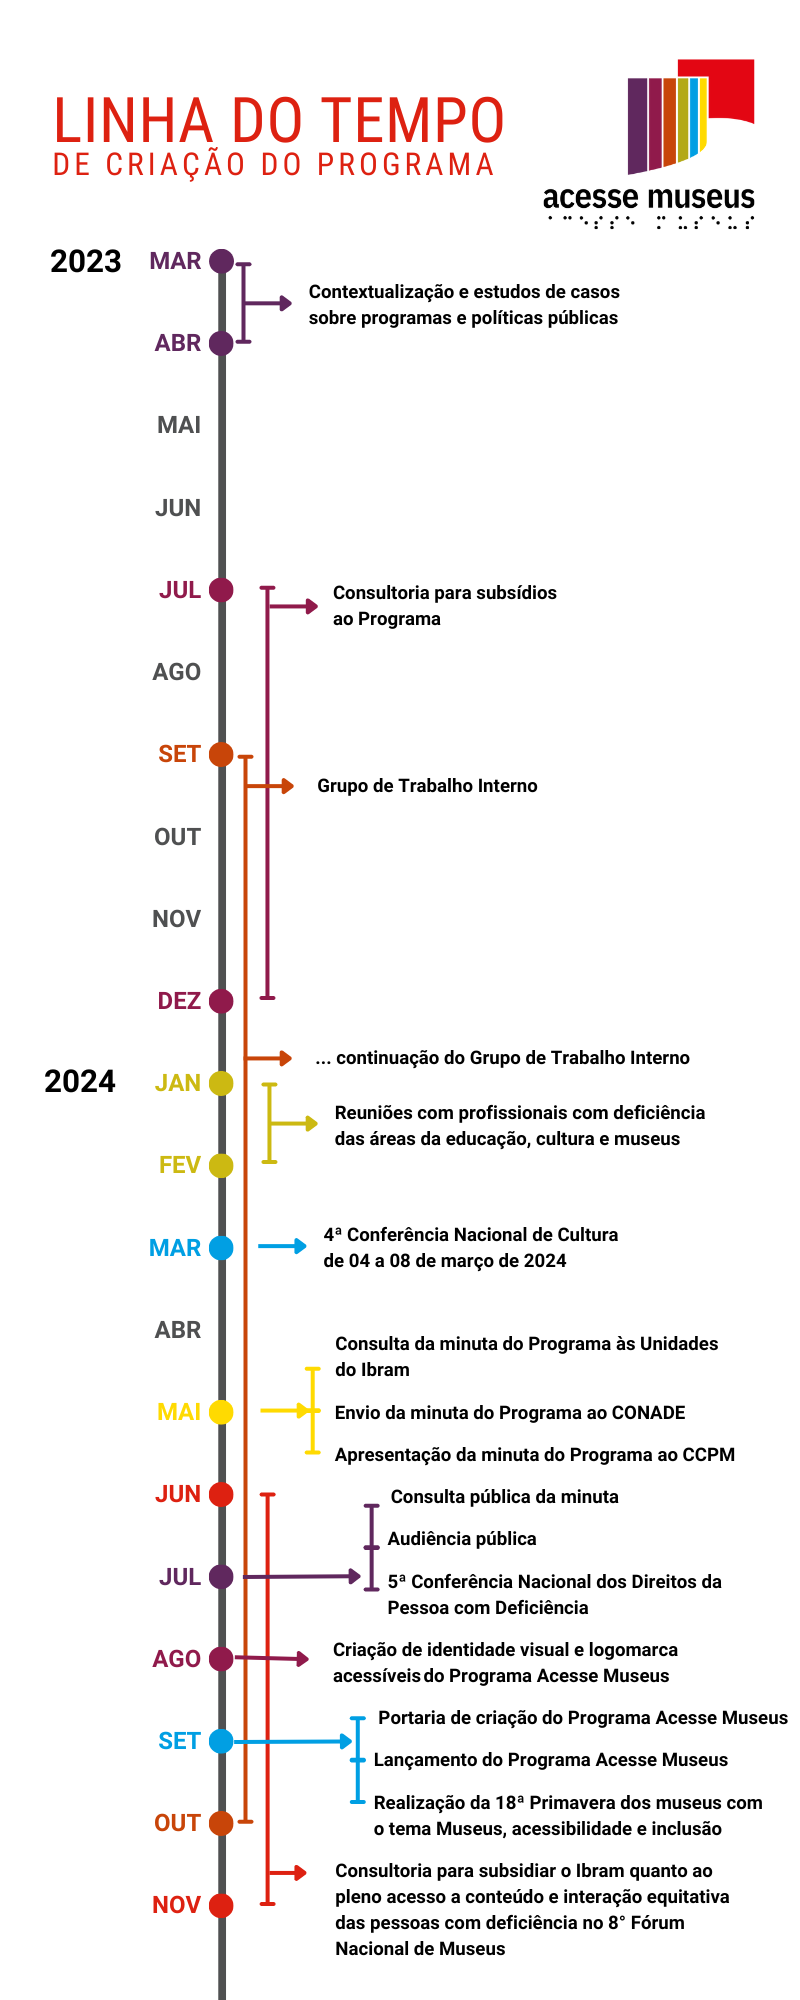 LINHA DO TEMPO
DE CRIAÇÃO DO PROGRAMA
acesse museus
2023 MAR
Contextualização e estudos de casos
sobre programas e políticas públicas
ABR
MAI
JUN
JUL
Consultoria para subsídios
ao Programa
AGO
SET
Grupo de Trabalho Interno
OUT
NOV
DEZ
... continuação do Grupo de Trabalho Interno
2024 JAN
Reuniões com profissionais com deficiência
das áreas da educação, cultura e museus
FEV
MAR
4ª Conferência Nacional de Cultura
de 04 a 08 de março de 2024
ABR
Consulta da minuta do Programa às Unidades
do Ibram
MAI
Envio da minuta do Programa ao CONADE
Apresentação da minuta do Programa ao CCPM
JUN
Consulta pública da minuta
Audiência pública
JUL
5ª Conferência Nacional dos Direitos da
Pessoa com Deficiência
AGO
Criação de identidade visual e logomarca
acessíveis do Programa Acesse Museus
Portaria de criação do Programa Acesse Museus
SET
Lançamento do Programa Acesse Museus
Realização da 18ª Primavera dos museus com
o tema Museus, acessibilidade e inclusão
OUT
Consultoria para subsidiar o Ibram quanto ao
pleno acesso a conteúdo e interação equitativa
das pessoas com deficiência no 8° Fórum
Nacional de Museus
NOV